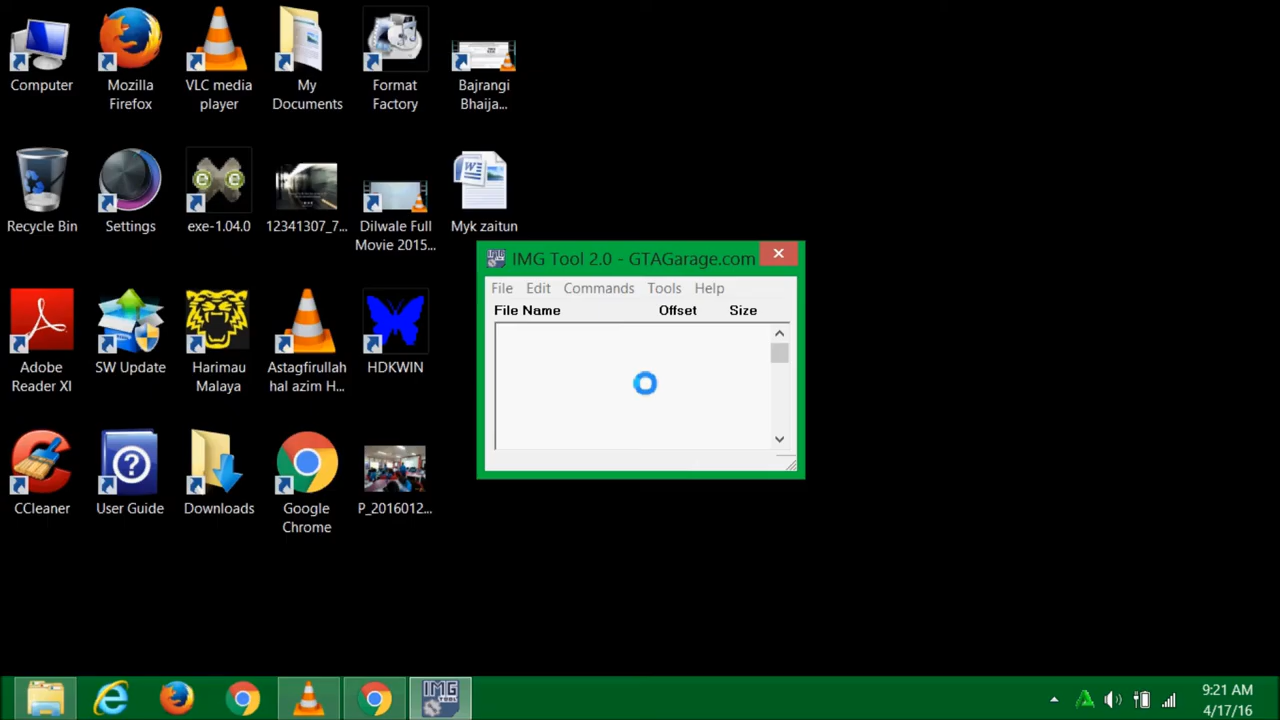 Computer
Mozilla
Firefox
VLC media
player
My
Documents
Format
Factory
Bajrangi
Bhaija...
Recycle Bin
Settings
exe-1.04.0
12341307_7...
Dilwale Full
Movie 2015...
Myk zaitun
IMG Tool 2.0 - GTAGarage.com
File Edit Commands Tools Help
File Name Offset Size
Adobe
Reader XI
SW Update
Harimau
Malaya
Astagfirullah
hal azim H...
HDKWIN
CCleaner
User Guide
Downloads
Google
Chrome
P_2016012...
IMG
TOOL
9:21 AM
4/17/16